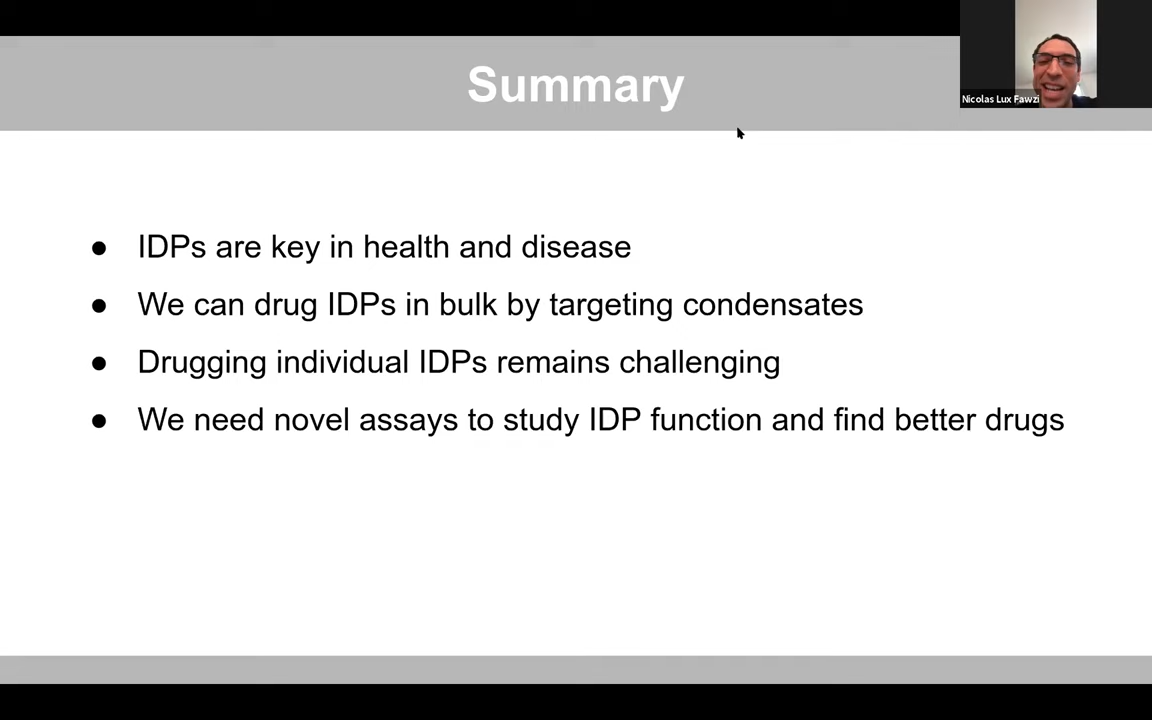 Summary
Nicolas Lux Fawzi
● IDPs are key in health and disease
● We can drug IDPs in bulk by targeting condensates
● Drugging individual IDPs remains challenging
● We need novel assays to study IDP function and find better drugs